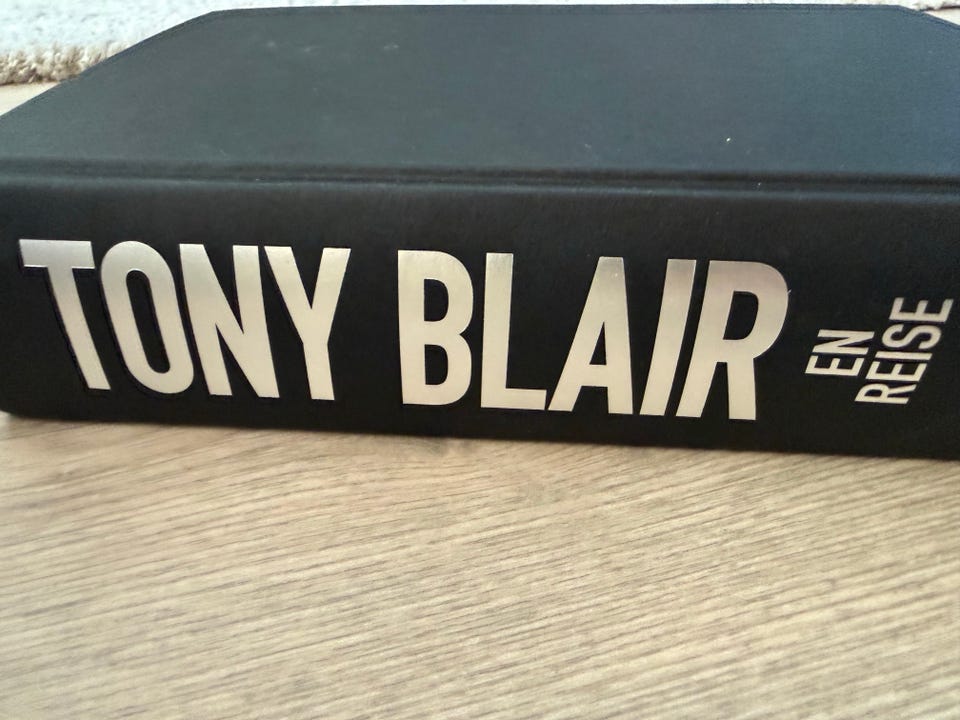 TONY BLAIR
EN
REISE